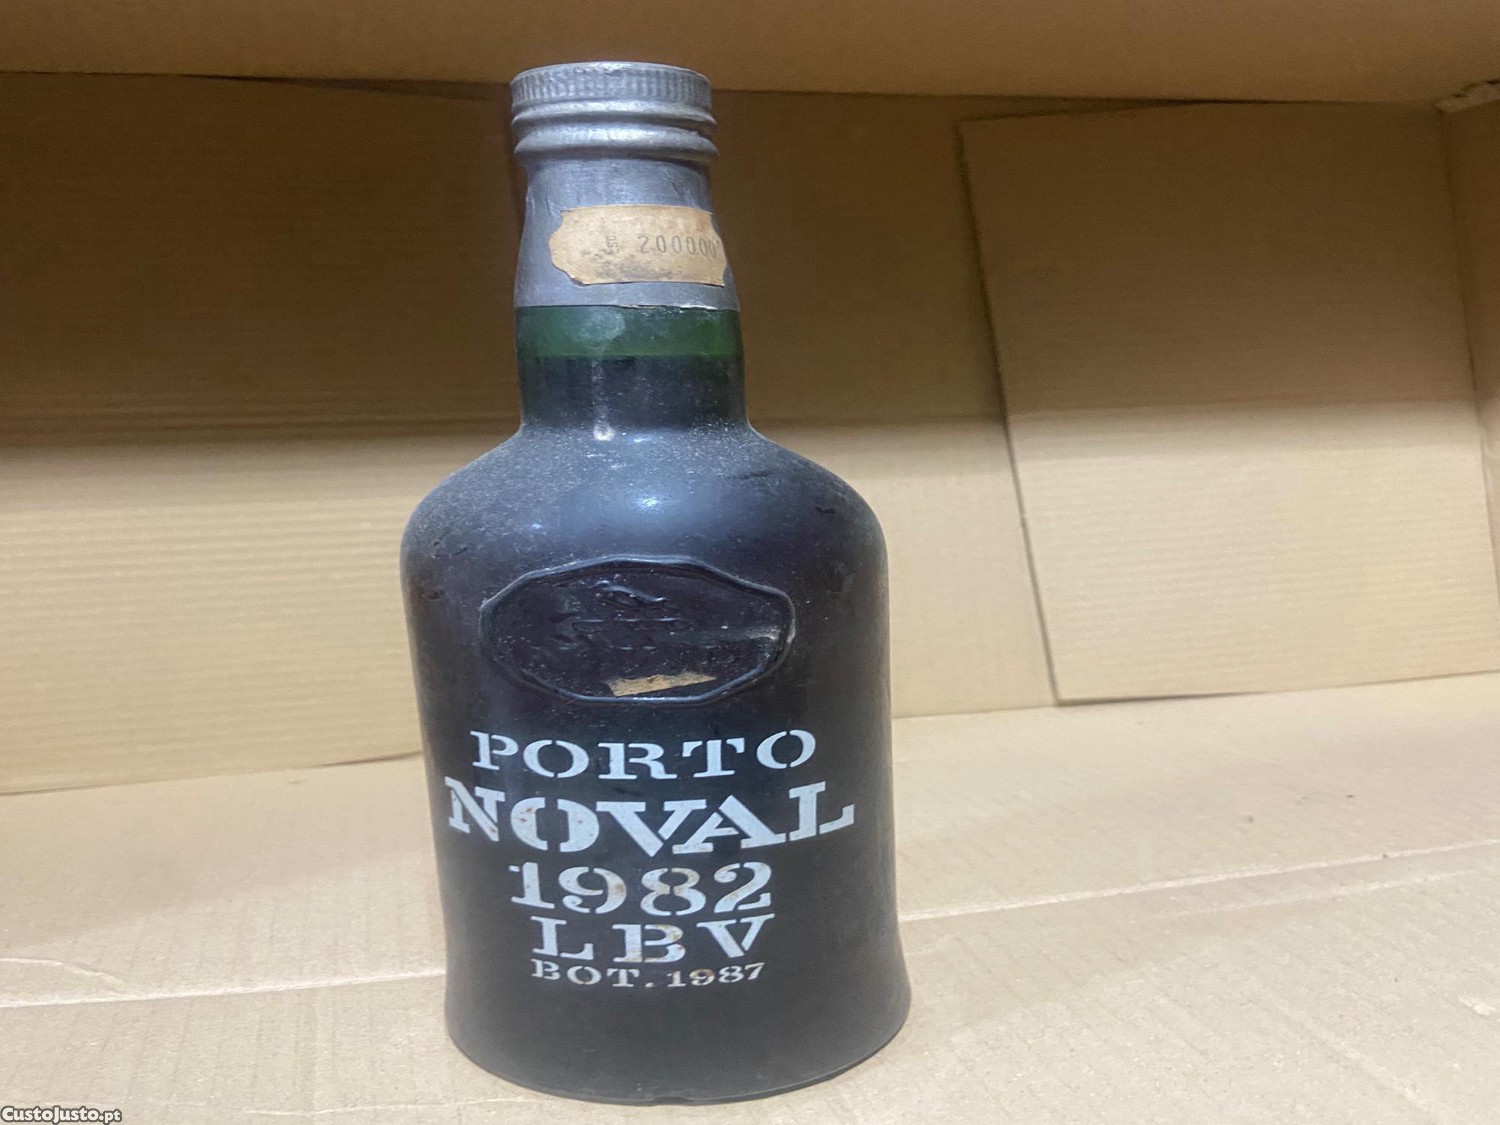 2000.00
PORTO
NOVAL
1982
LBV
BOT. 1987
CustoJusto.pt